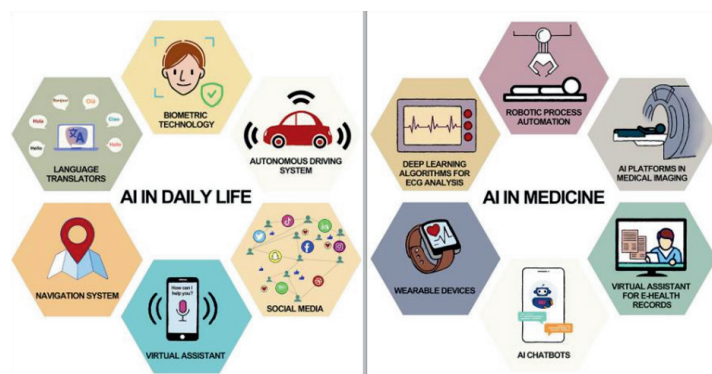 BIOMETRIC
TECHNOLOGY
Bonjour
Olá
Hola
Ciao
Hello
Hallo
LANGUAGE
TRANSLATORS
AUTONOMOUS DRIVING
SYSTEM
AI IN DAILY LIFE
NAVIGATION SYSTEM
SOCIAL MEDIA
How can I
help you?
VIRTUAL ASSISTANT
ROBOTIC PROCESS
AUTOMATION
DEEP LEARNING
ALGORITHMS FOR
ECG ANALYSIS
AI PLATFORMS IN
MEDICAL IMAGING
AI IN MEDICINE
WEARABLE DEVICES
VIRTUAL ASSISTANT
FOR E-HEALTH
RECORDS
AI CHATBOTS